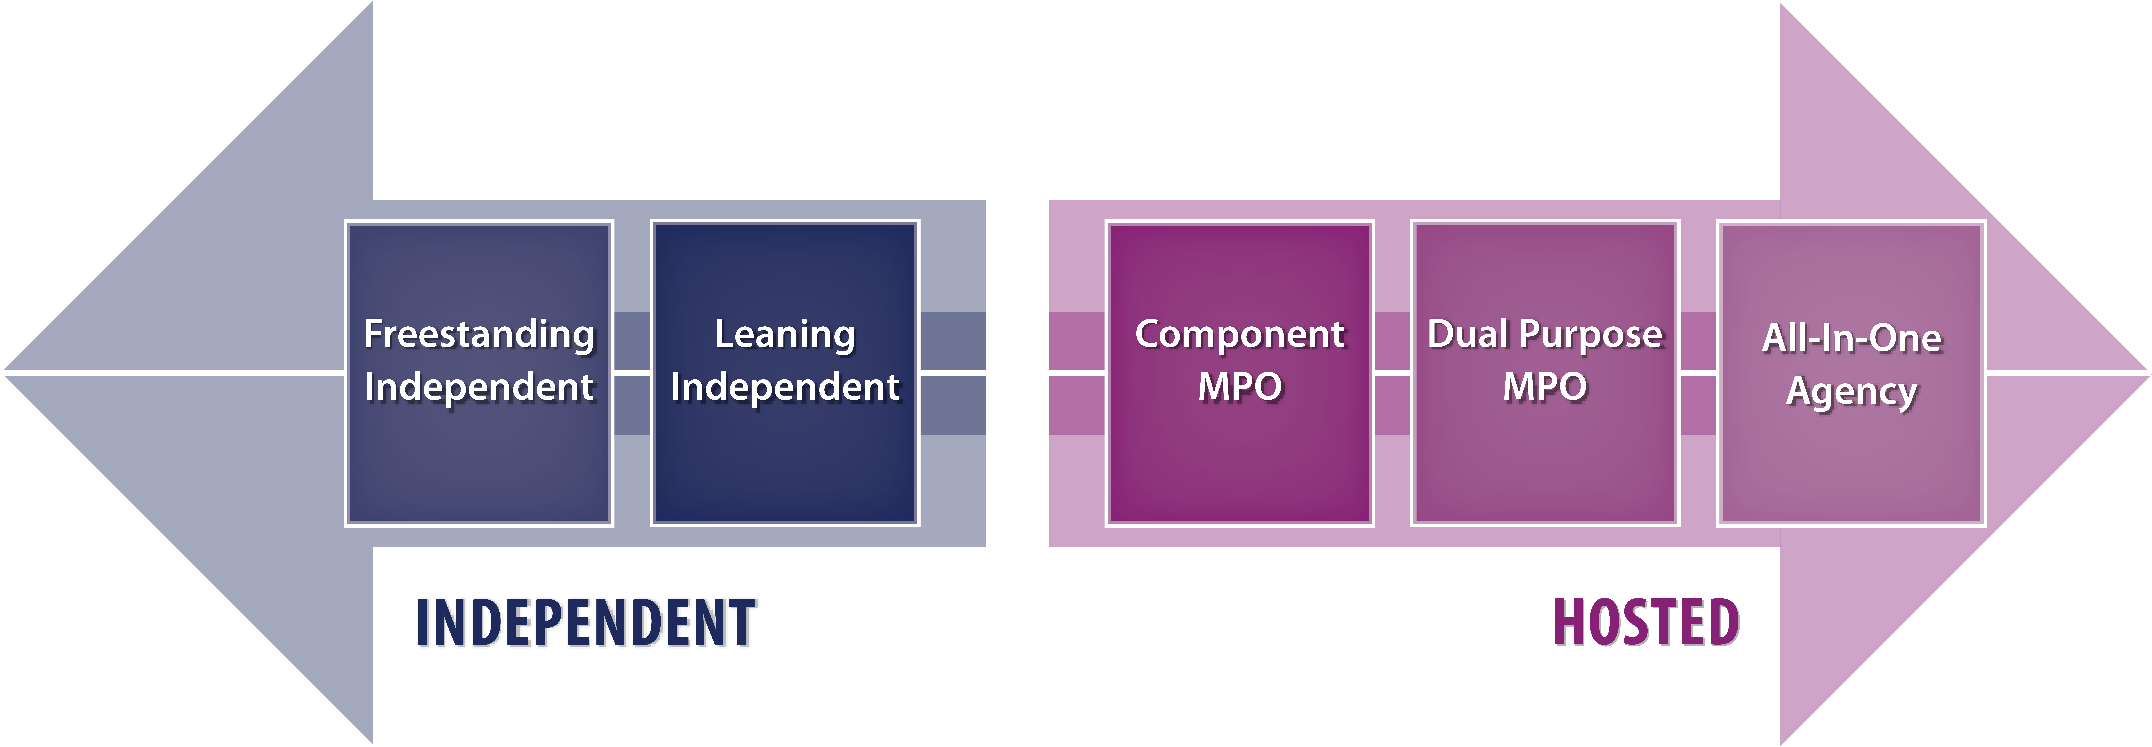 Freestanding
Independent
Leaning
Independent
Component
MPO
Dual Purpose
MPO
All-In-One
Agency
INDEPENDENT
HOSTED